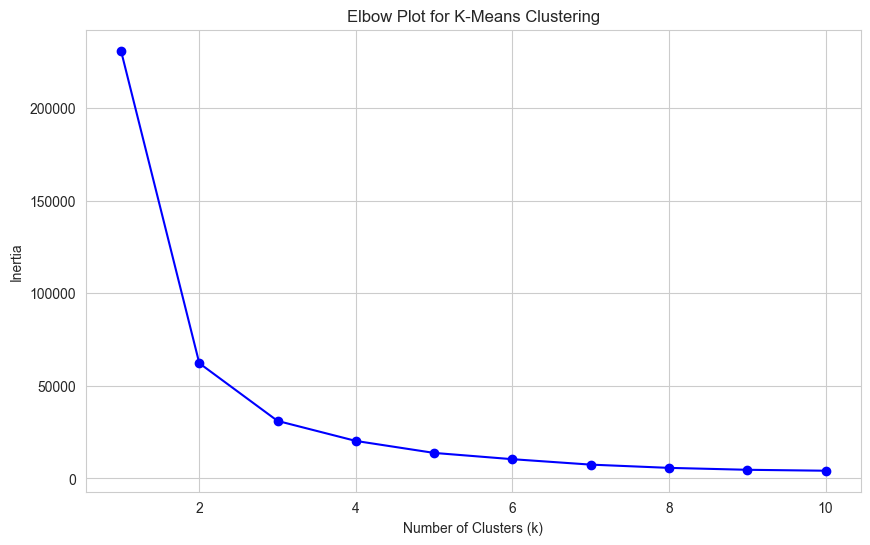 Elbow Plot for K-Means Clustering
200000
150000
100000
50000
0
Inertia
2 4 6 8 10
Number of Clusters (k)